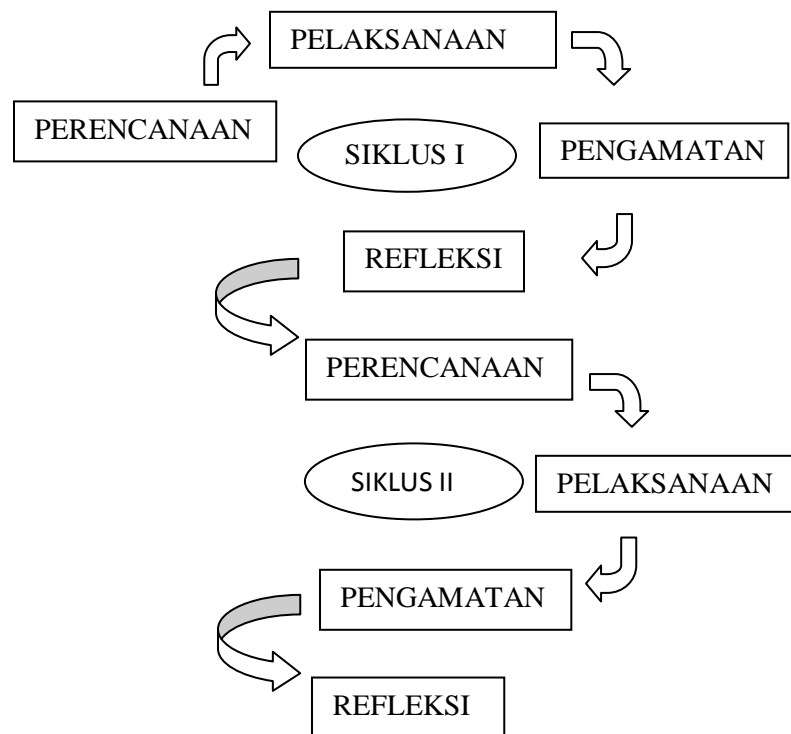 PELAKSANAAN
PERENCANAAN
SIKLUS I
PENGAMATAN
REFLEKSI
PERENCANAAN
SIKLUS II
PELAKSANAAN
PENGAMATAN
REFLEKSI